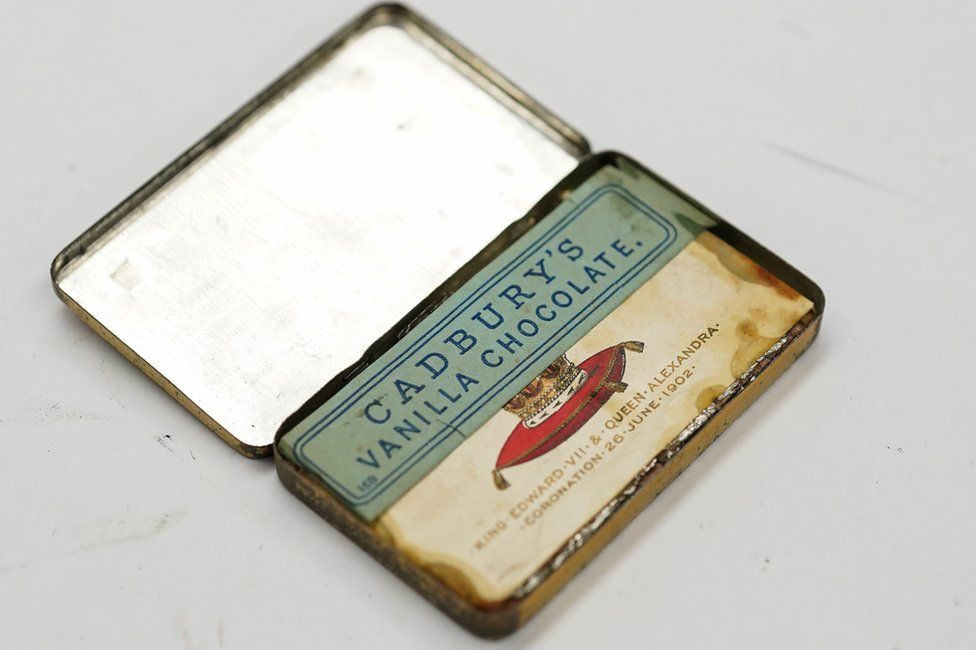 CADBURY'S
VANILLA CHOCOLATE.
KING·EDWARD·VII·&·QUEEN·ALEXANDRA·
·CORONATION·26·JUNE·1902·